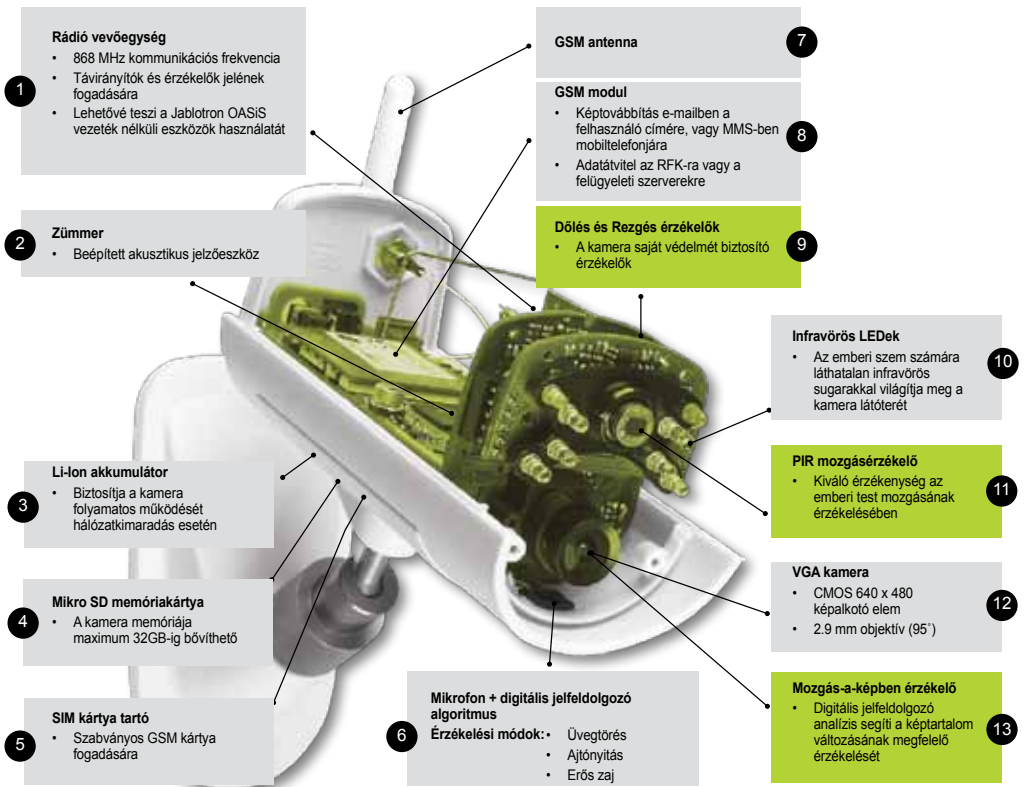 1
Rádió vevőegység
• 868 MHz kommunikációs frekvencia
• Távirányítók és érzékelők jelének
fogadására
• Lehetővé teszi a Jablotron OASiS
vezeték nélküli eszközök használatát
2
Zümmer
• Beépített akusztikus jelzőeszköz
3
Li-Ion akkumulátor
• Biztosítja a kamera
folyamatos működését
hálózatkimaradás esetén
4
Mikro SD memóriakártya
• A kamera memóriája
maximum 32GB-ig bővíthető
5
SIM kártya tartó
• Szabványos GSM kártya
fogadására
6
Mikrofon + digitális jelfeldolgozó
algoritmus
Érzékelési módok: • Üvegtörés
• Ajtónyitás
• Erős zaj
GSM antenna
7
GSM modul
• Képtovábbítás e-mailben a
felhasználó címére, vagy MMS-ben
mobiltelefonjára
• Adatátvitel az RFK-ra vagy a
felügyeleti szerverekre
8
Dőlés és Rezgés érzékelők
• A kamera saját védelmét biztosító
érzékelők
9
Infravörös LEDek
• Az emberi szem számára
láthatalan infravörös
sugarakkal világítja meg a
kamera látóterét
10
PIR mozgásérzékelő
• Kiváló érzékenység az
emberi test mozgásának
érzékelésében
11
VGA kamera
• CMOS 640 x 480
képalkotó elem
• 2.9 mm objektív (95˚)
12
Mozgás-a-képben érzékelő
• Digitális jelfeldolgozó
analízis segíti a képtartalom
változásának megfelelő
érzékelését
13